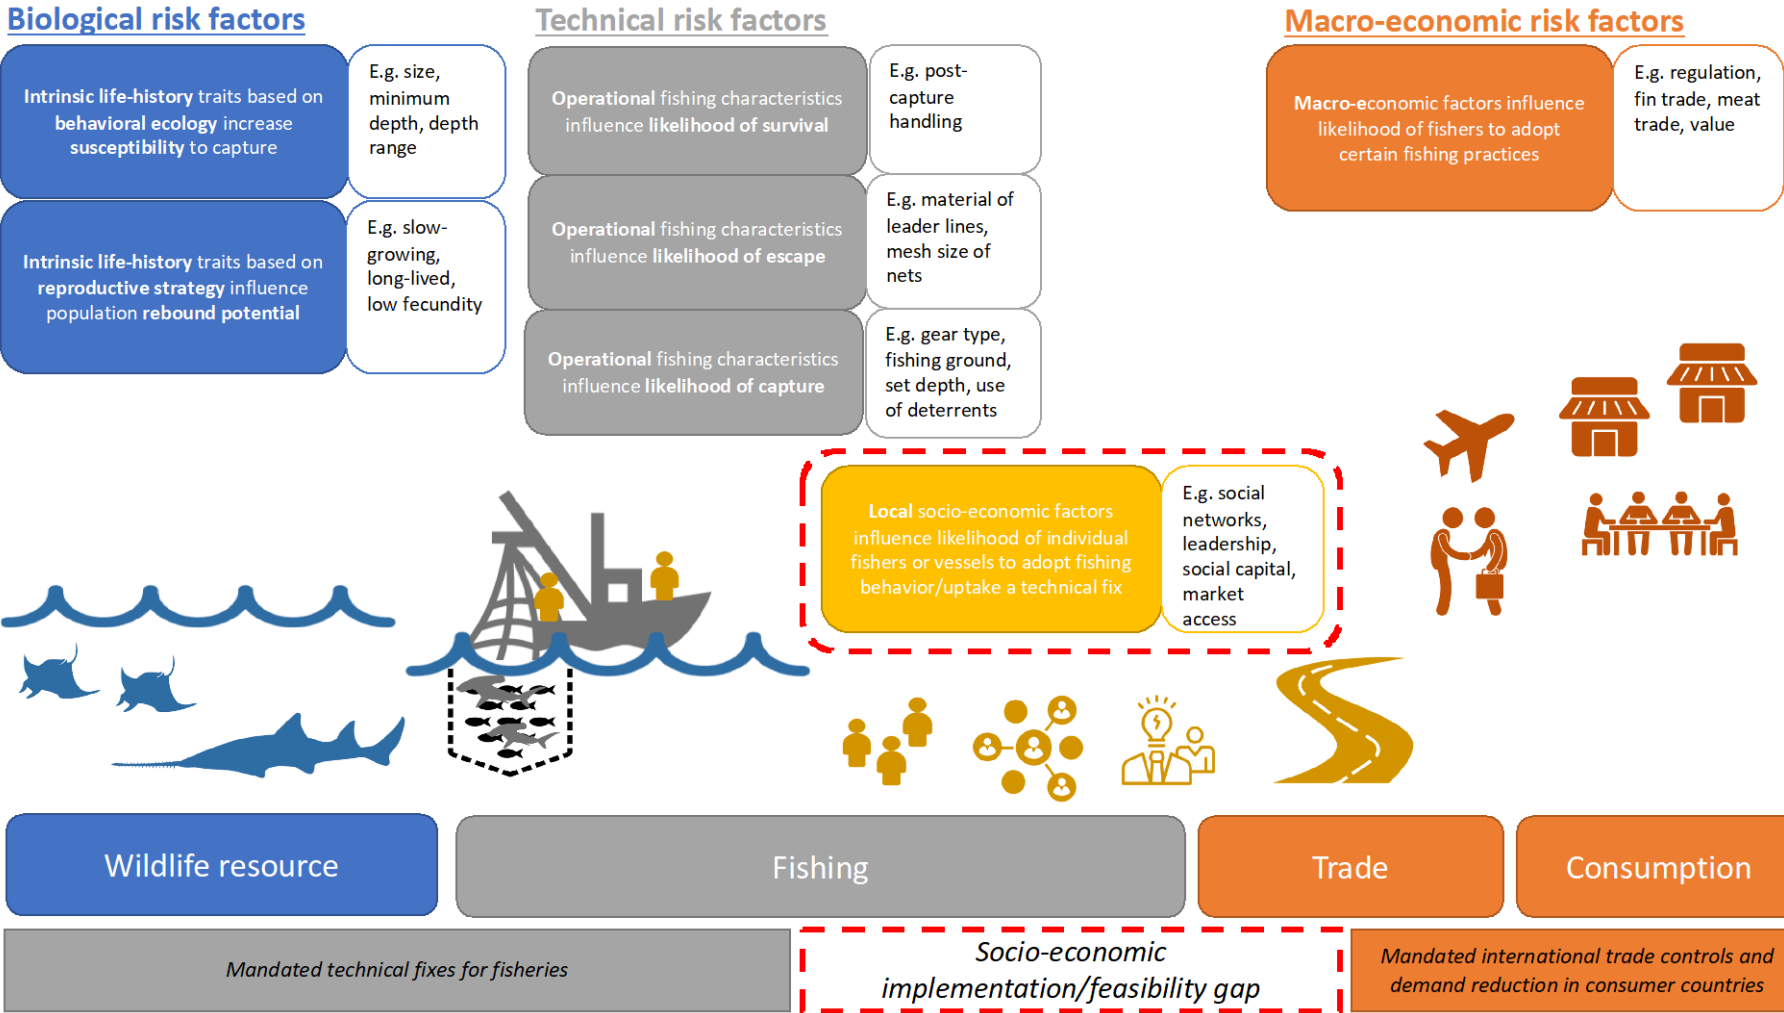 Biological risk factors
Intrinsic life-history traits based on
behavioral ecology increase
susceptibility to capture
E.g. size,
minimum
depth, depth
range
Intrinsic life-history traits based on
reproductive strategy influence
population rebound potential
E.g. slow-
growing,
long-lived,
low fecundity
Technical risk factors
Operational fishing characteristics
influence likelihood of survival
E.g. post-
capture
handling
Operational fishing characteristics
influence likelihood of escape
E.g. material of
leader lines,
mesh size of
nets
Operational fishing characteristics
influence likelihood of capture
E.g. gear type,
fishing ground,
set depth, use
of deterrents
Macro-economic risk factors
Macro-economic factors influence
likelihood of fishers to adopt
certain fishing practices
E.g. regulation,
fin trade, meat
trade, value
Local socio-economic factors
influence likelihood of individual
fishers or vessels to adopt fishing
behavior/uptake a technical fix
E.g. social
networks,
leadership,
social capital,
market
access
Wildlife resource
Fishing
Trade
Consumption
Mandated technical fixes for fisheries
Socio-economic
implementation/feasibility gap
Mandated international trade controls and
demand reduction in consumer countries